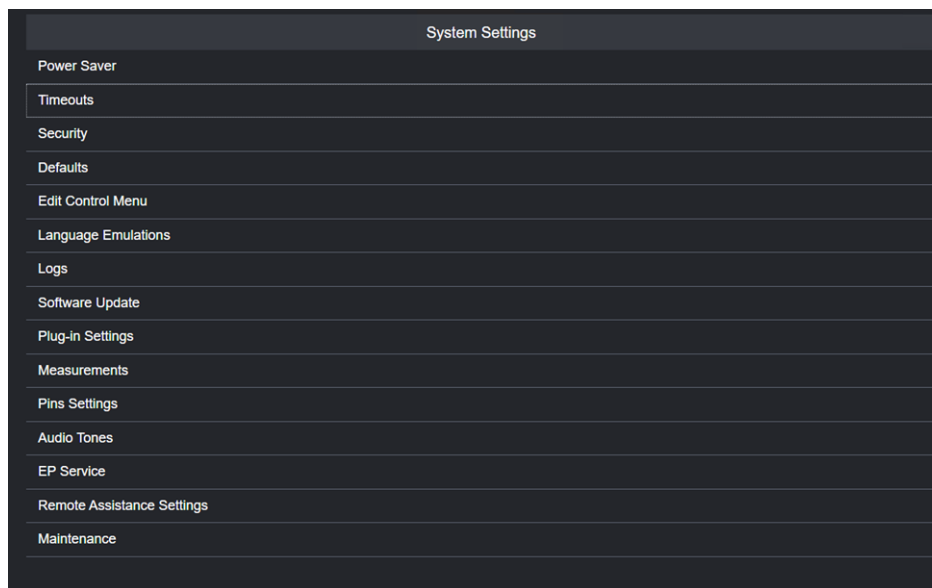 System Settings
Power Saver
Timeouts
Security
Defaults
Edit Control Menu
Language Emulations
Logs
Software Update
Plug-in Settings
Measurements
Pins Settings
Audio Tones
EP Service
Remote Assistance Settings
Maintenance